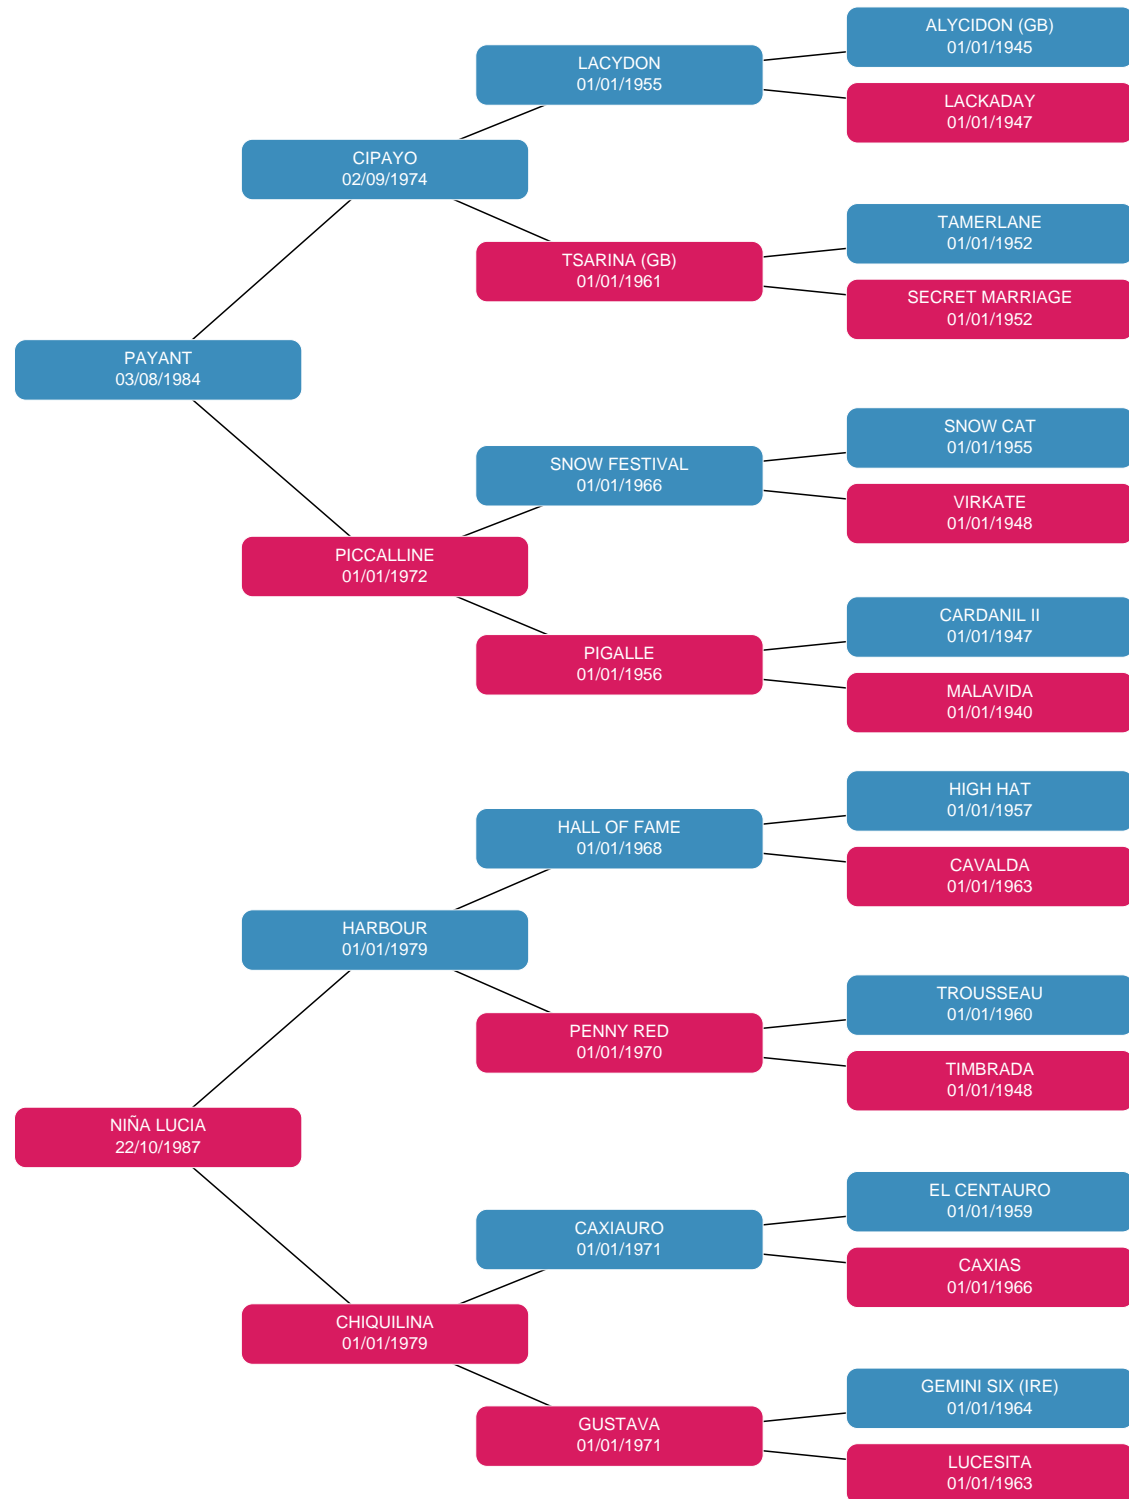 ALYCIDON (GB)
01/01/1945
LACYDON
01/01/1955
LACKADAY
01/01/1947
CIPAYO
02/09/1974
TAMERLANE
01/01/1952
TSARINA (GB)
01/01/1961
SECRET MARRIAGE
01/01/1952
PAYANT
03/08/1984
SNOW CAT
01/01/1955
SNOW FESTIVAL
01/01/1966
VIRKATE
01/01/1948
PICCALLINE
01/01/1972
CARDANIL II
01/01/1947
PIGALLE
01/01/1956
MALAVIDA
01/01/1940
HIGH HAT
01/01/1957
HALL OF FAME
01/01/1968
CAVALDA
01/01/1963
HARBOUR
01/01/1979
TROUSSEAU
01/01/1960
PENNY RED
01/01/1970
TIMBRADA
01/01/1948
NIÑA LUCIA
22/10/1987
EL CENTAURO
01/01/1959
CAXIAURO
01/01/1971
CAXIAS
01/01/1966
CHIQUILINA
01/01/1979
GEMINI SIX (IRE)
01/01/1964
GUSTAVA
01/01/1971
LUCESITA
01/01/1963